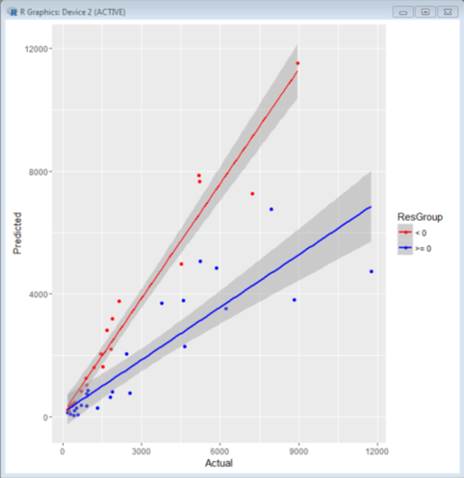 R Graphics: Device 2 (ACTIVE)
12000
8000
4000
0
Predicted
0 3000 6000 9000 12000
Actual
ResGroup
< 0
>= 0